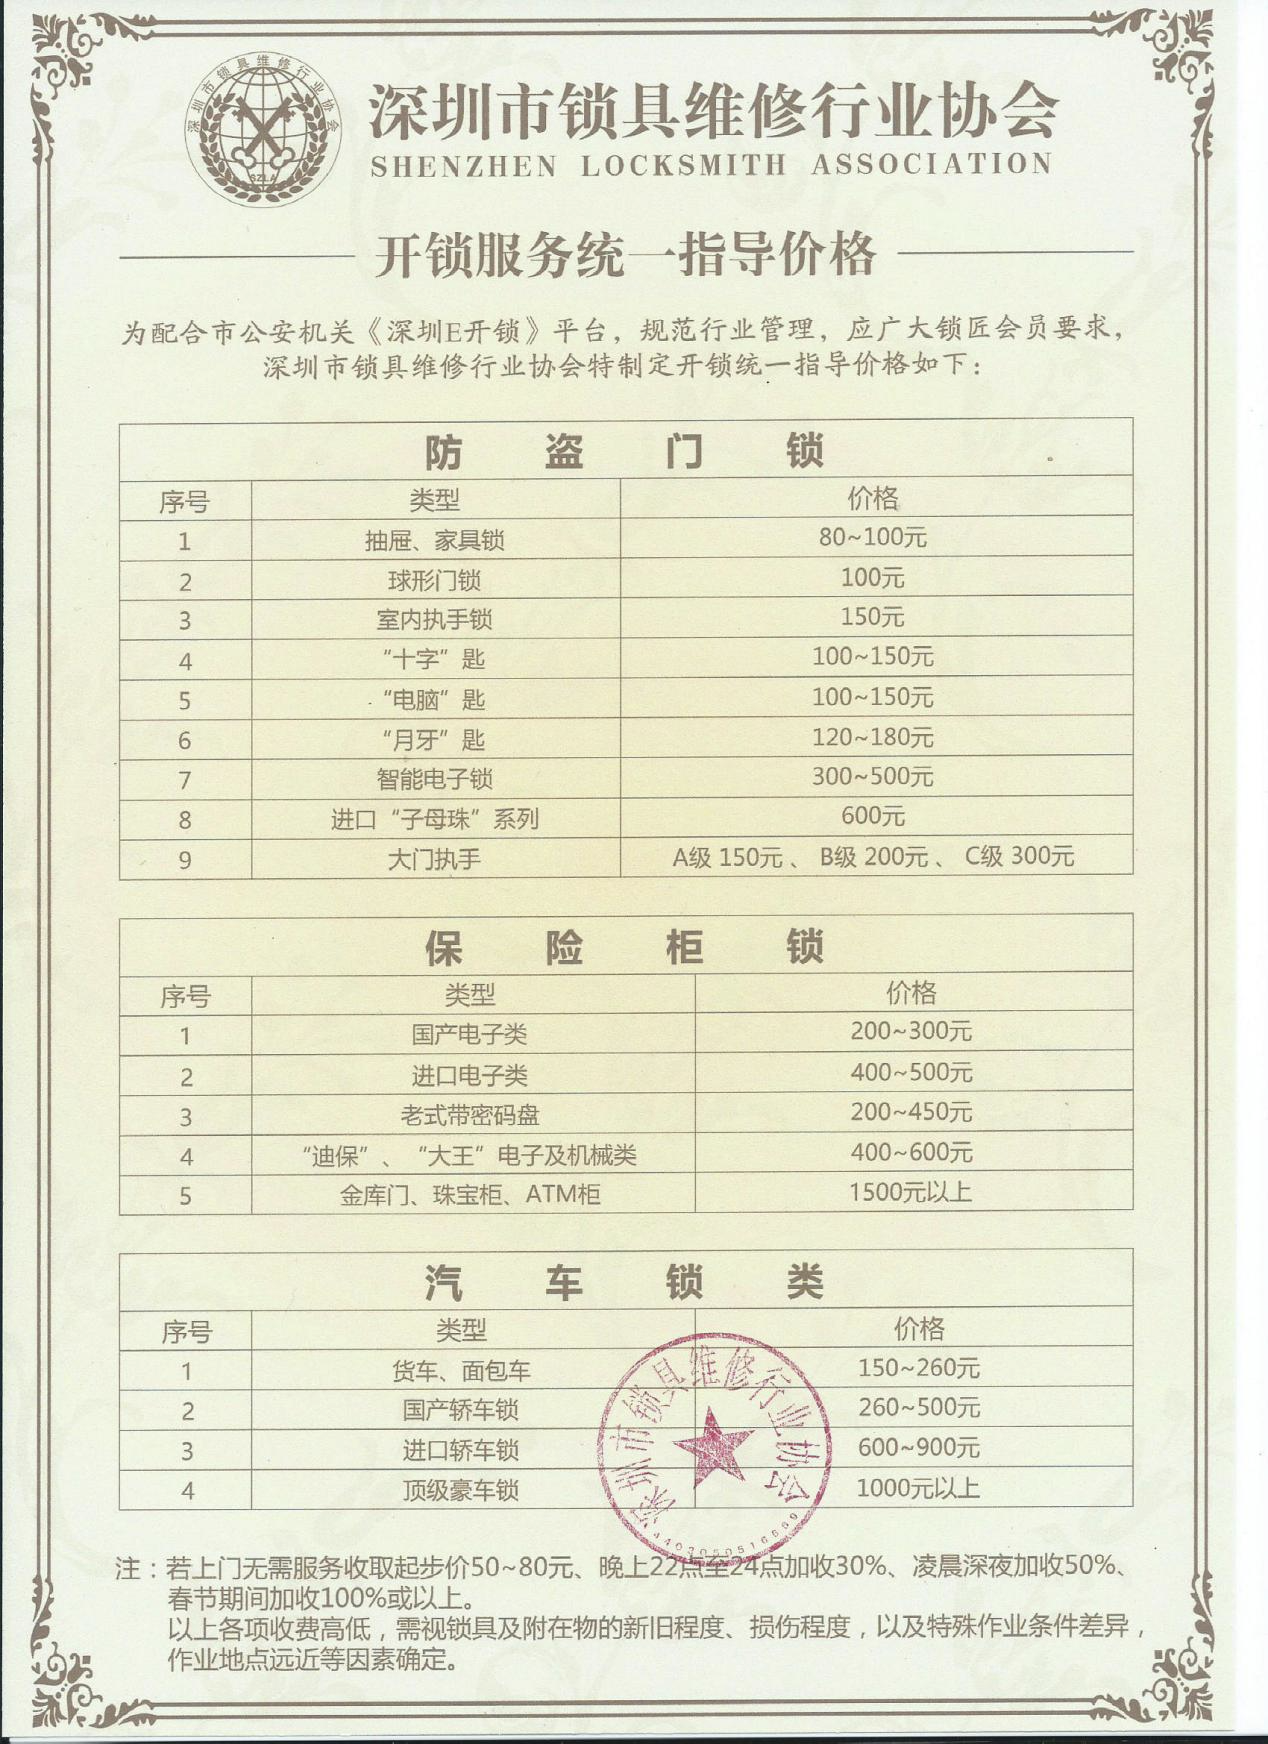 深圳市锁具维修行业协会
SZLA
深圳市锁具维修行业协会
SHENZHEN LOCKSMITH ASSOCIATION
开锁服务统一指导价格
为配合市公安机关《深圳E开锁》平台，规范行业管理，应广大锁匠会员要求，
深圳市锁具维修行业协会特制定开锁统一指导价格如下：
防盗门锁
序号 类型 价格
1 抽屉、家具锁 80~100元
2 球形门锁 100元
3 室内执手锁 150元
4 “十字”匙 100~150元
5 “电脑”匙 100~150元
6 “月牙”匙 120~180元
7 智能电子锁 300~500元
8 进口“子母珠”系列 600元
9 大门执手 A级 150元 、 B级 200元 、 C级 300元
保险柜锁
序号 类型 价格
1 国产电子类 200~300元
2 进口电子类 400~500元
3 老式带密码盘 200~450元
4 “迪保”、“大王”电子及机械类 400~600元
5 金库门、珠宝柜、ATM柜 1500元以上
汽车锁类
序号 类型 价格
1 货车、面包车 150~260元
2 国产轿车锁 260~500元
3 进口轿车锁 600~900元
4 顶级豪车锁 1000元以上
深圳市锁具维修行业协会
注：若上门无需服务收取起步价50~80元、晚上22点至24点加收30%、凌晨深夜加收50%、
春节期间加收100%或以上。
以上各项收费高低，需视锁具及附在物的新旧程度、损伤程度，以及特殊作业条件差异，
作业地点远近等因素确定。